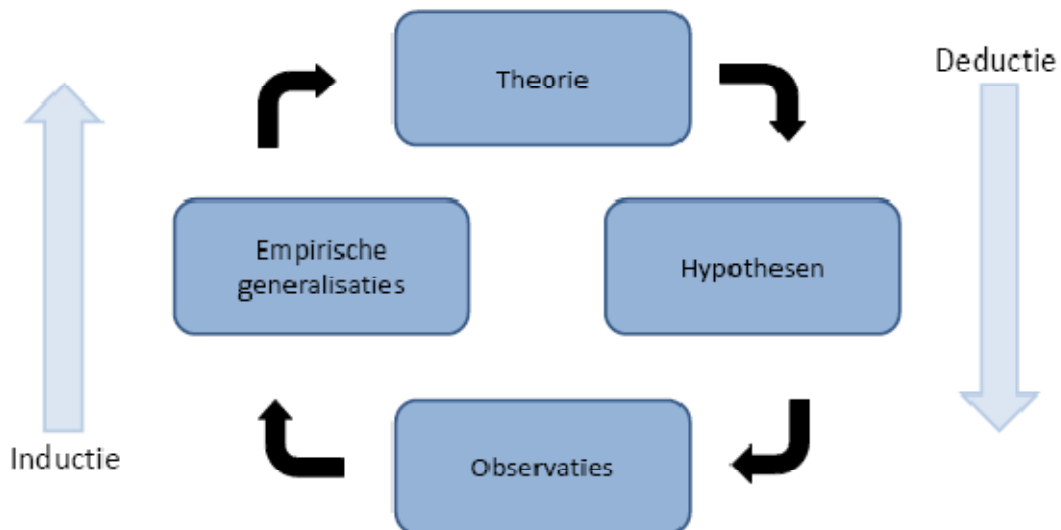 Theorie
Deductie
Empirische
generalisaties
Hypothesen
Inductie
Observaties